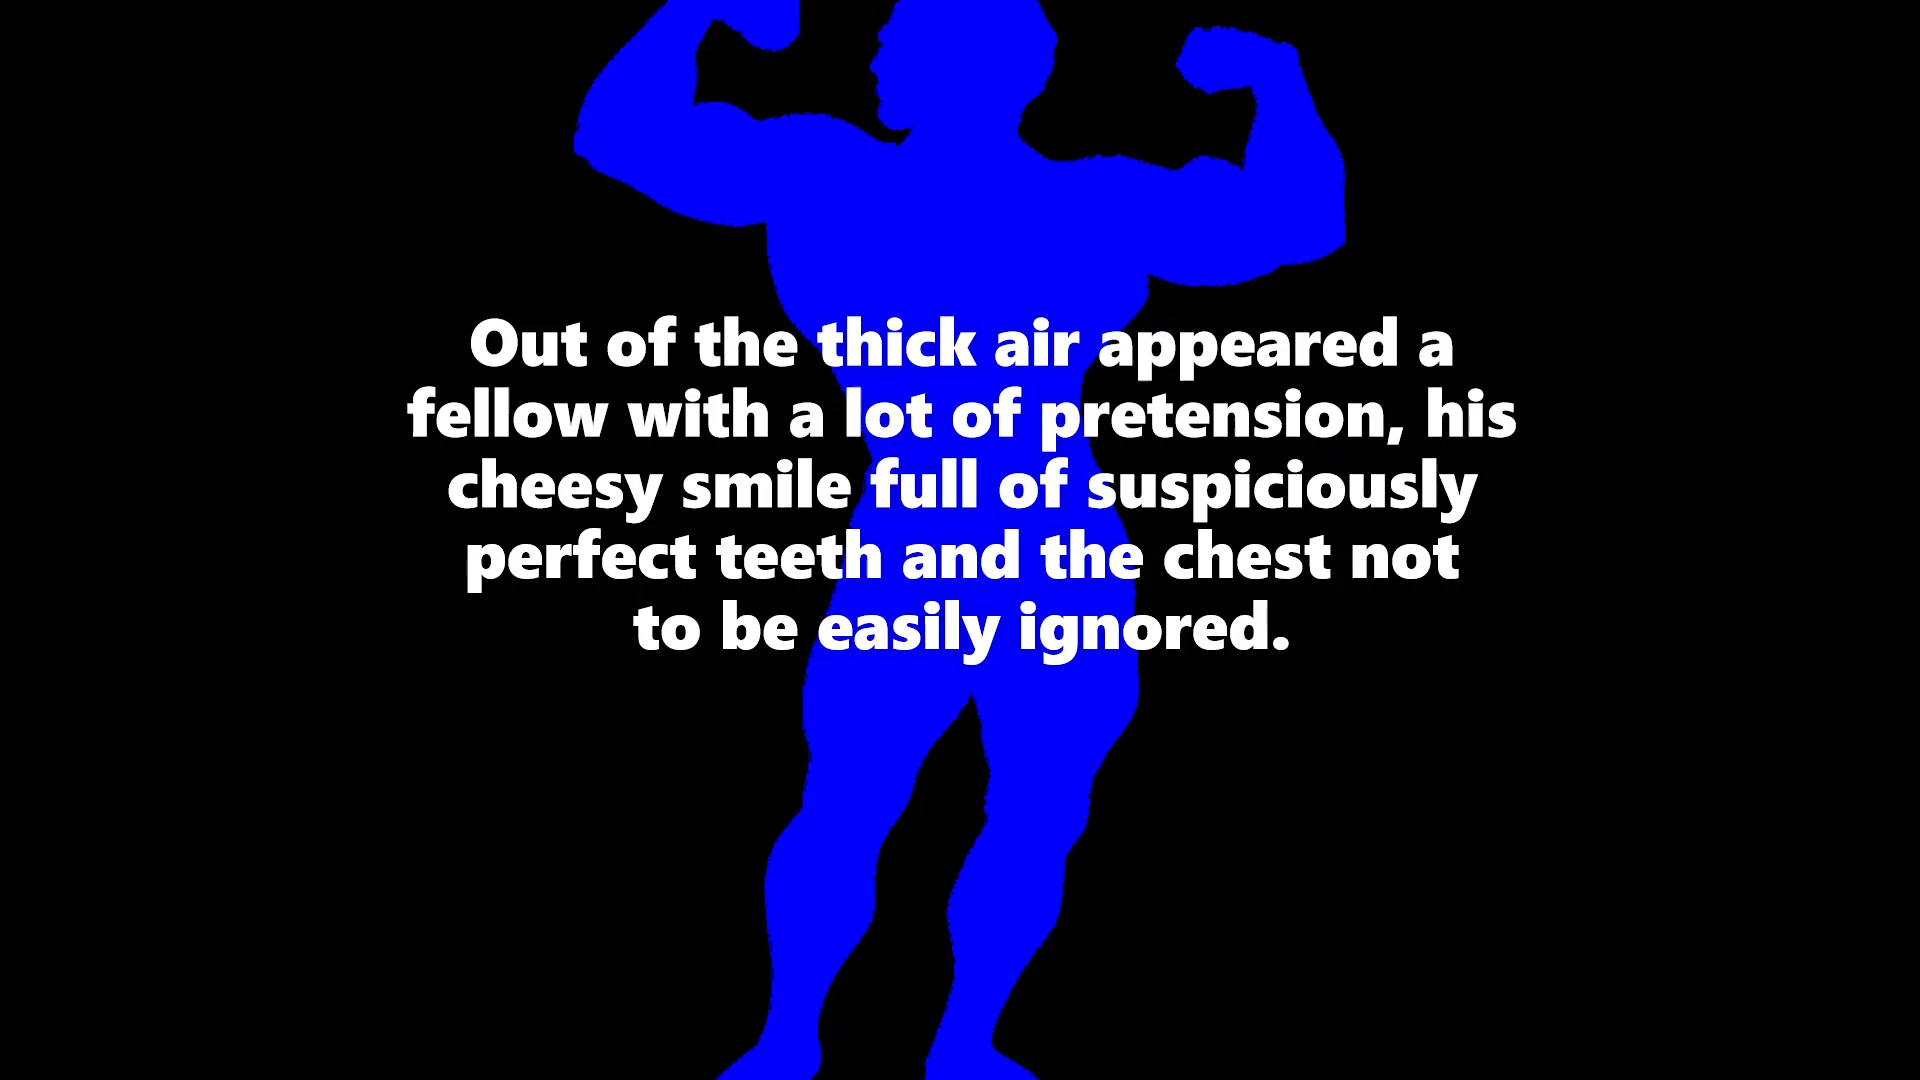 Out of the thick air appeared a
fellow with a lot of pretension, his
cheesy smile full of suspiciously
perfect teeth and the chest not
to be easily ignored.